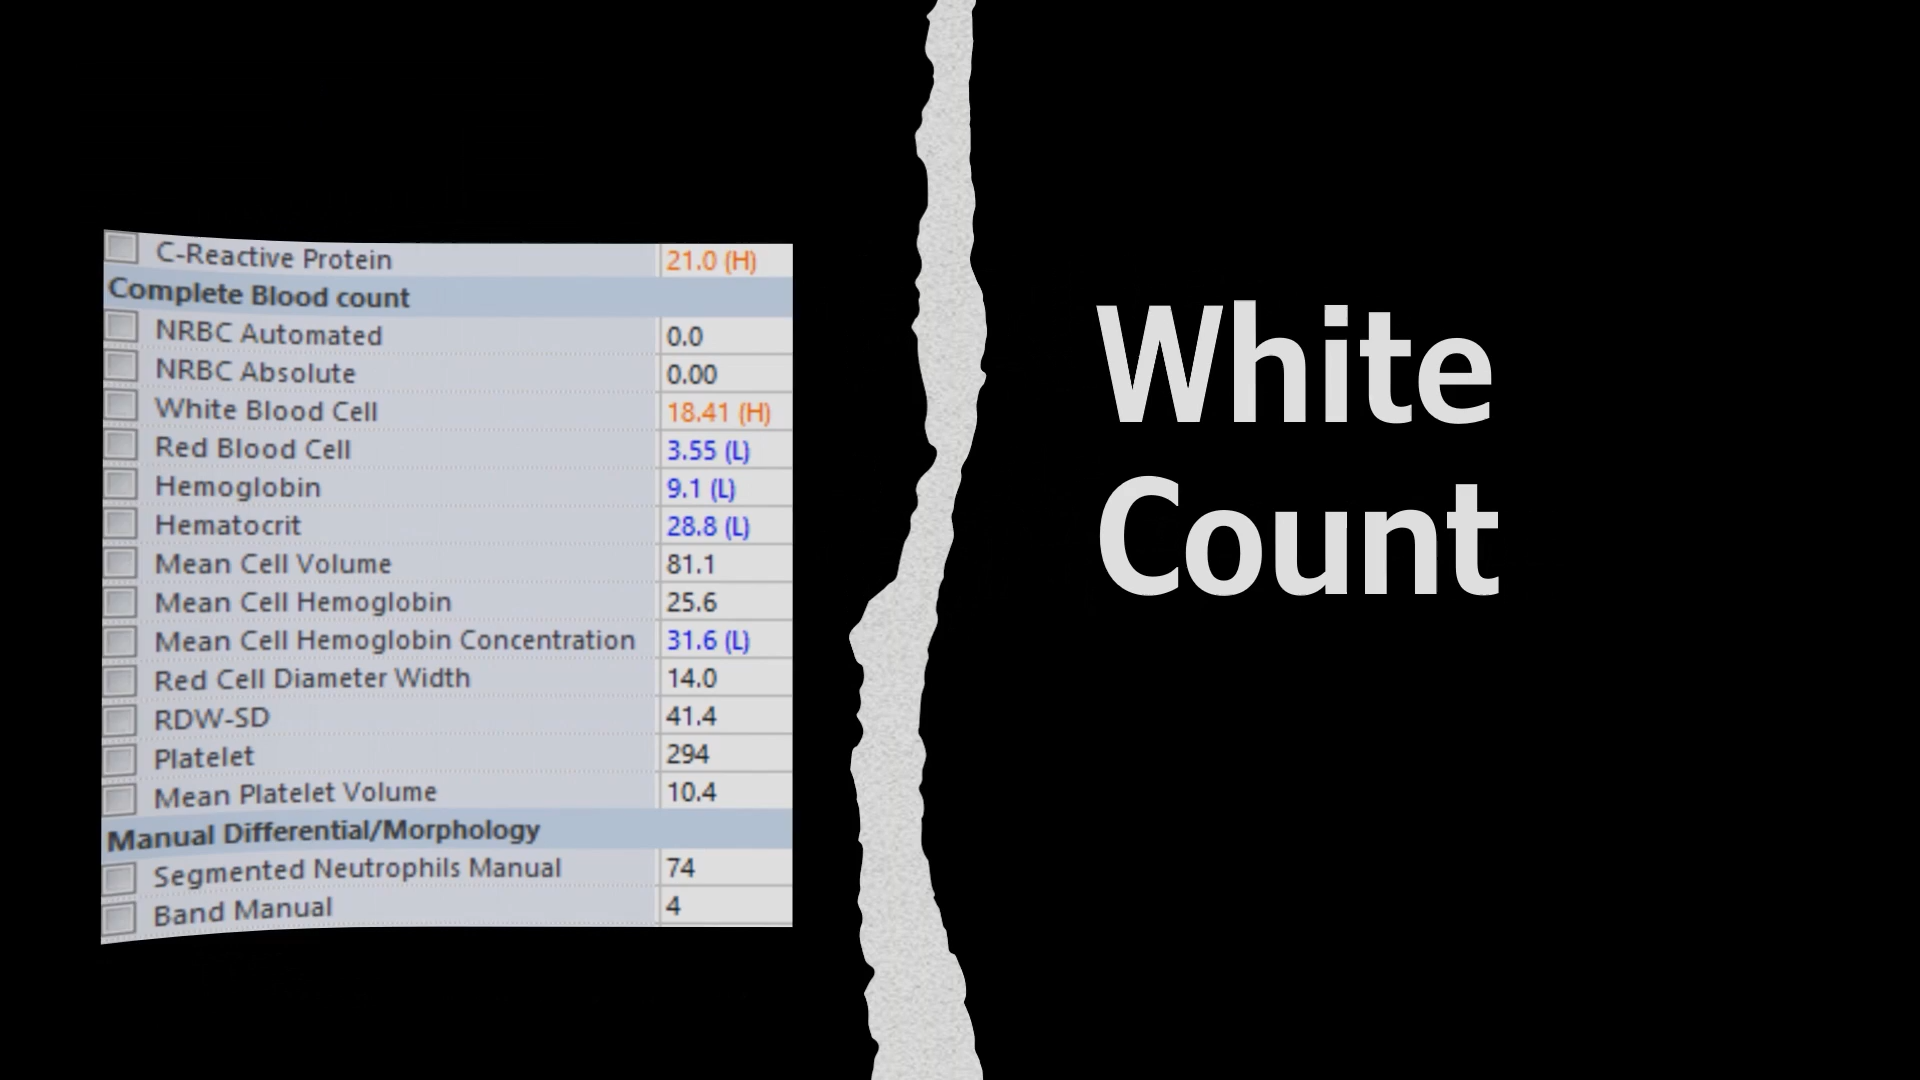 C-Reactive Protein 21.0 (H)
Complete Blood count
NRBC Automated 0.0
NRBC Absolute 0.00
White Blood Cell 18.41 (H)
Red Blood Cell 3.55 (L)
Hemoglobin 9.1 (L)
Hematocrit 28.8 (L)
Mean Cell Volume 81.1
Mean Cell Hemoglobin 25.6
Mean Cell Hemoglobin Concentration 31.6 (L)
Red Cell Diameter Width 14.0
RDW-SD 41.4
Platelet 294
Mean Platelet Volume 10.4
Manual Differential/Morphology
Segmented Neutrophils Manual 74
Band Manual 4
White
Count